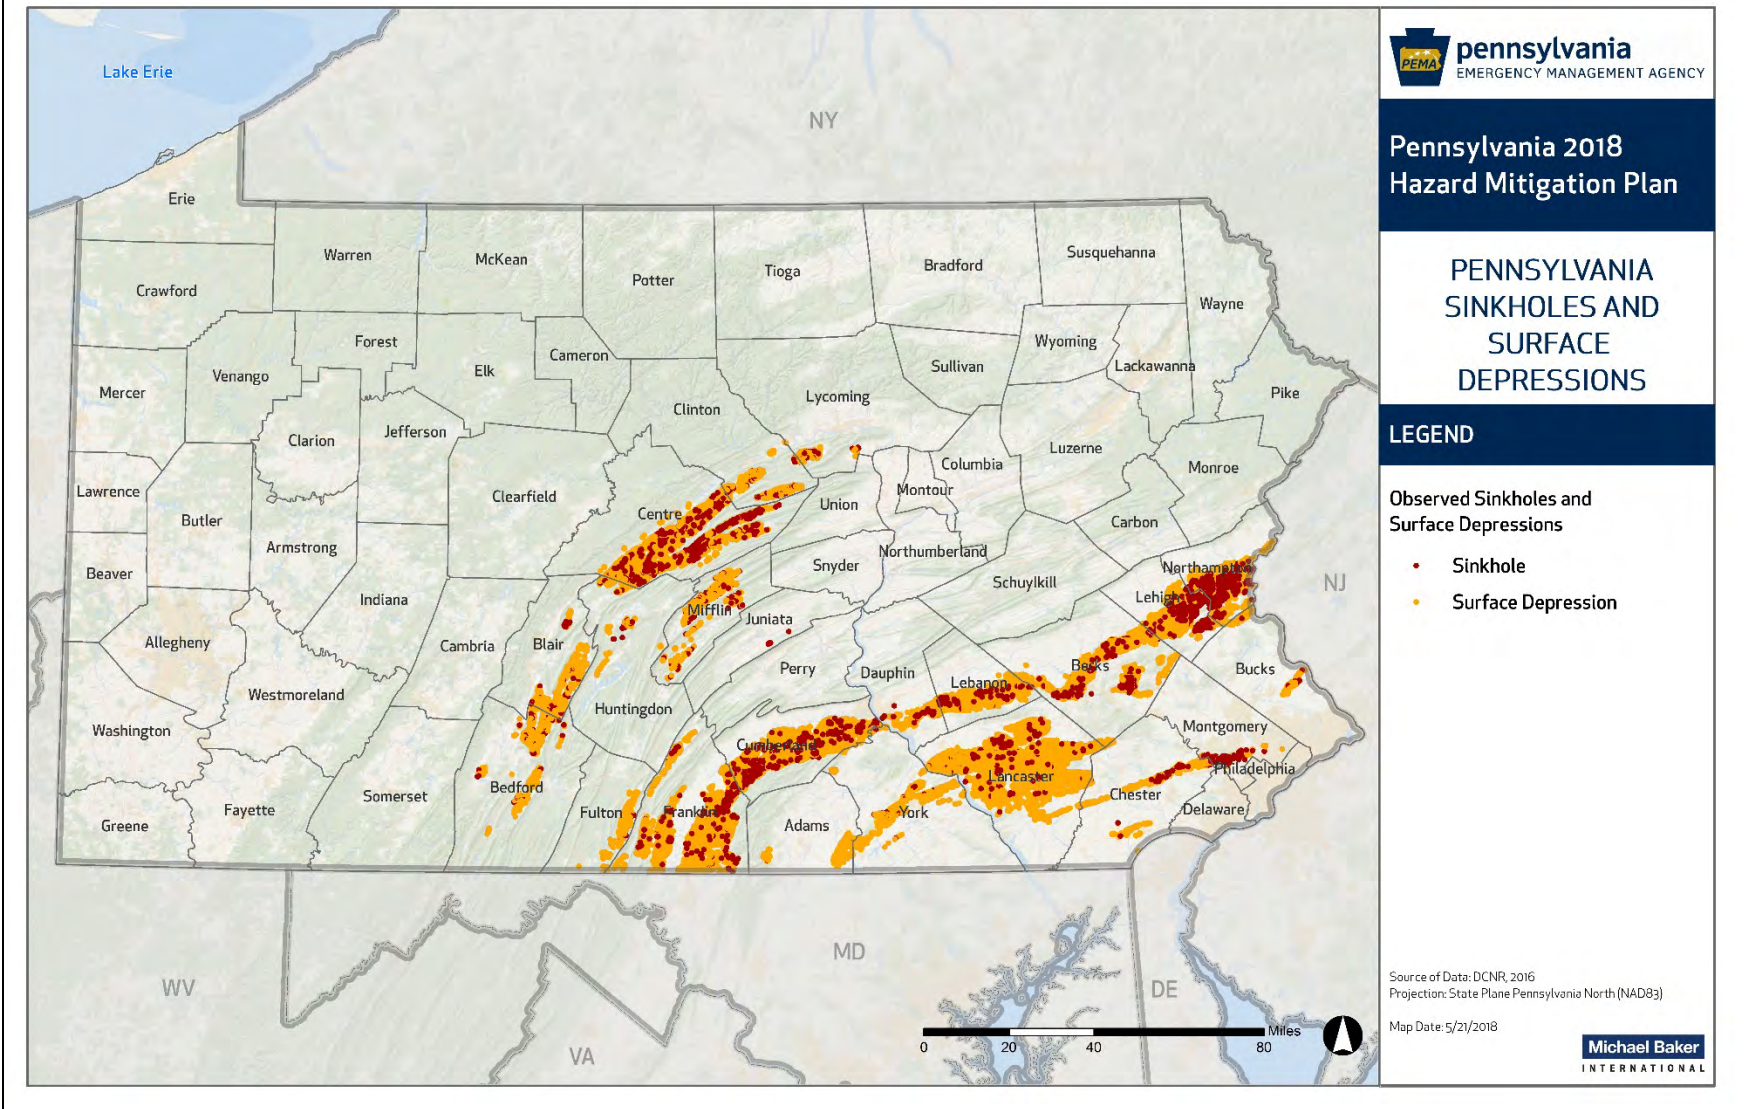 Lake Erie
NY
Erie
Warren
McKean
Potter
Tioga
Bradford
Susquehanna
Wayne
Crawford
Forest
Cameron
Wyoming
Lackawanna
Mercer
Venango
Elk
Sullivan
Pike
Clinton
Lycoming
Clarion
Jefferson
Luzerne
Monroe
Columbia
Lawrence
Clearfield
Centre
Union
Montour
Butler
Carbon
Armstrong
Northumberland
Beaver
Snyder
Schuylkill
Northampton
NJ
Indiana
Mifflin
Lehigh
Allegheny
Cambria
Blair
Juniata
Perry
Dauphin
Berks
Bucks
Westmoreland
Huntingdon
Lebanon
Washington
Cumberland
Montgomery
Lancaster
Philadelphia
Bedford
Somerset
Chester
Greene
Fayette
Fulton
Franklin
Adams
York
Delaware
MD
WV
DE
VA
Miles
0 20 40 80
PEMA
pennsylvania
EMERGENCY MANAGEMENT AGENCY
Pennsylvania 2018
Hazard Mitigation Plan
PENNSYLVANIA
SINKHOLES AND
SURFACE
DEPRESSIONS
LEGEND
Observed Sinkholes and
Surface Depressions
Sinkhole
Surface Depression
Source of Data: DCNR, 2016
Projection: State Plane Pennsylvania North (NAD83)
Map Date: 5/21/2018
Michael Baker
INTERNATIONAL